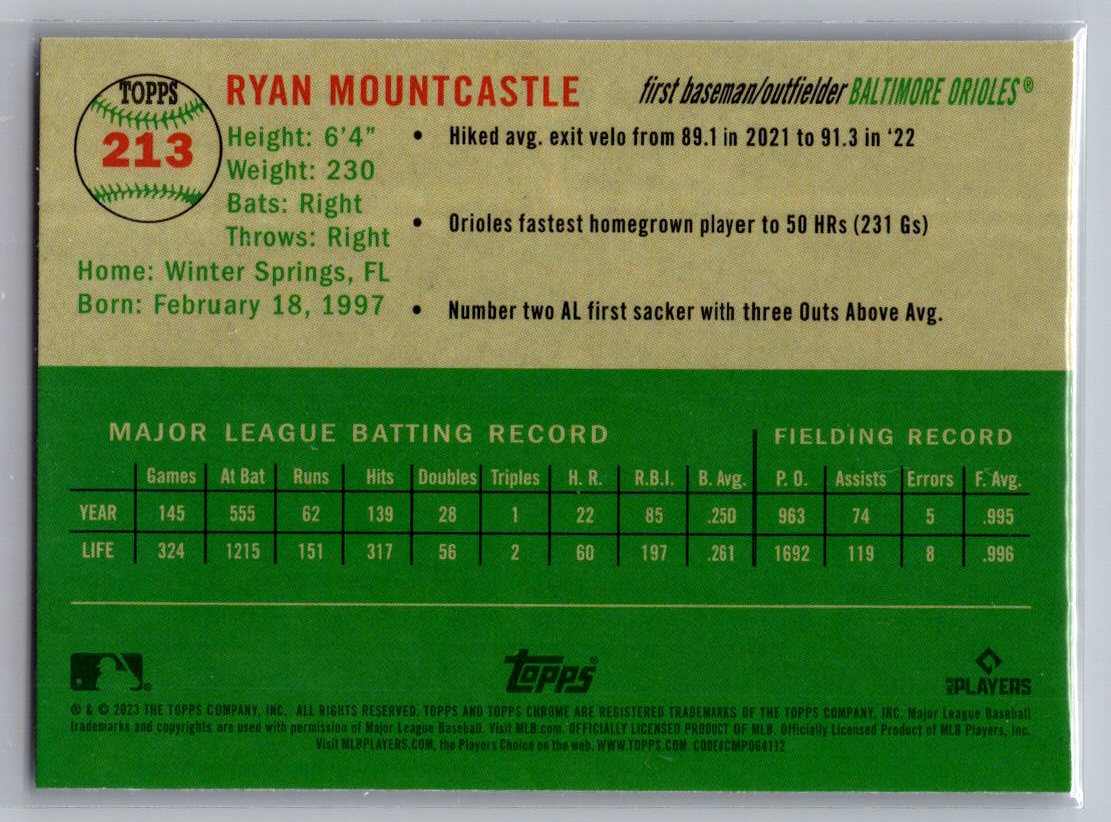 TOPPS
213
RYAN MOUNTCASTLE
first baseman/outfielder BALTIMORE ORIOLES®
Height: 6'4"
Weight: 230
Bats: Right
Throws: Right
Home: Winter Springs, FL
Born: February 18, 1997
• Hiked avg. exit velo from 89.1 in 2021 to 91.3 in '22
• Orioles fastest homegrown player to 50 HRs (231 Gs)
• Number two AL first sacker with three Outs Above Avg.
MAJOR LEAGUE BATTING RECORD FIELDING RECORD
Games At Bat Runs Hits Doubles Triples H. R. R.B.I. B. Avg. P. O. Assists Errors F. Avg.
YEAR 145 555 62 139 28 1 22 85 .250 963 74 5 .995
LIFE 324 1215 151 317 56 2 60 197 .261 1692 119 8 .996
Topps®
MLB PLAYERS
® & © 2023 THE TOPPS COMPANY, INC. ALL RIGHTS RESERVED. TOPPS AND TOPPS CHROME ARE REGISTERED TRADEMARKS OF THE TOPPS COMPANY, INC. Major League Baseball
trademarks and copyrights are used with permission of Major League Baseball. Visit MLB.com. OFFICIALLY LICENSED PRODUCT OF MLB. Officially Licensed Product of MLB Players, Inc.
Visit MLBPLAYERS.COM, the Players Choice on the web. WWW.TOPPS.COM. CODE#CMP064112